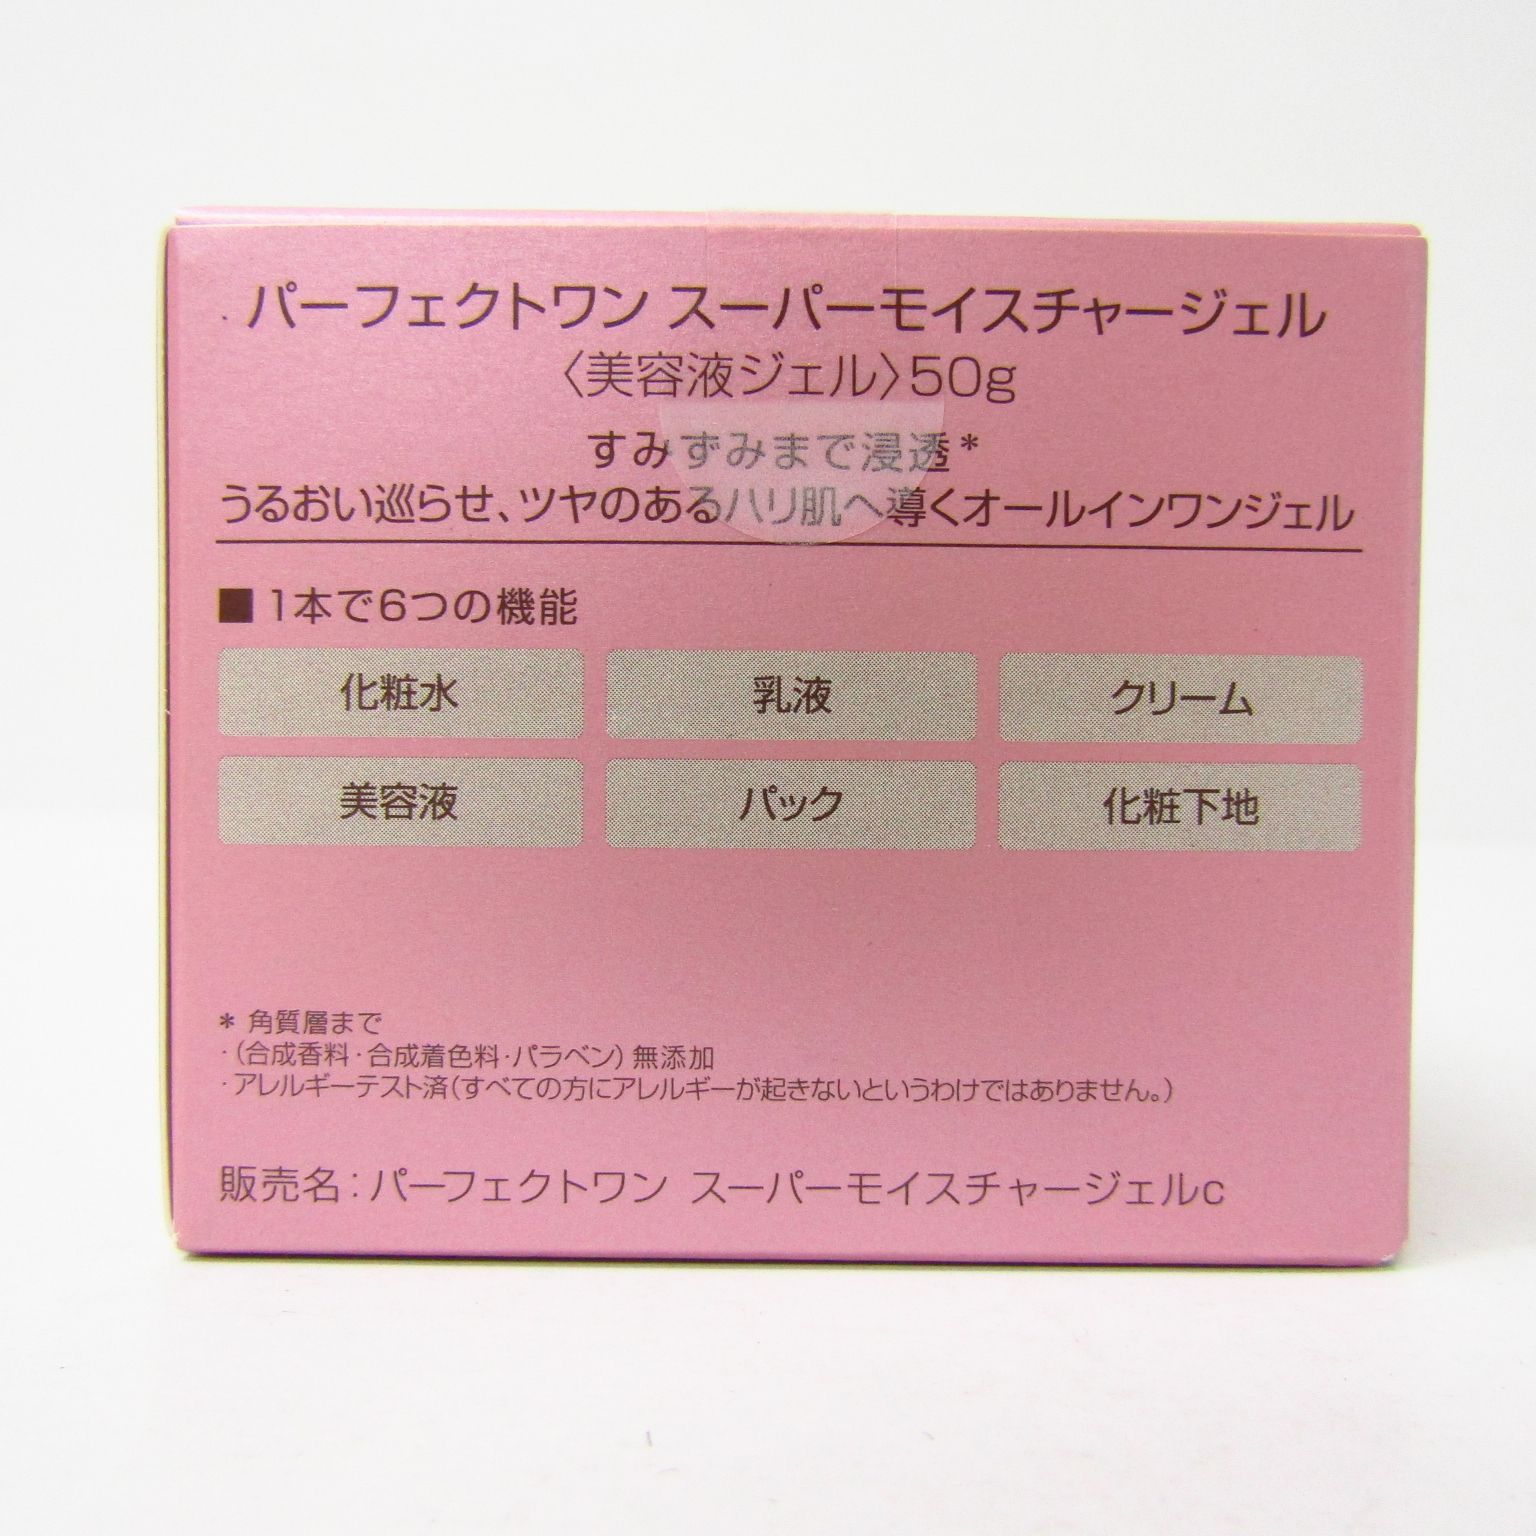 パーフェクトワン スーパーモイスチャージェル
〈美容液ジェル〉50g
すみずみまで浸透*
うるおい巡らせ、ツヤのあるハリ肌へ導くオールインワンジェル
■ 1本で6つの機能
化粧水 乳液 クリーム
美容液 パック 化粧下地
* 角質層まで
・(合成香料・合成着色料・パラベン) 無添加
・アレルギーテスト済(すべての方にアレルギーが起きないというわけではありません。)
販売名:パーフェクトワン スーパーモイスチャージェルc